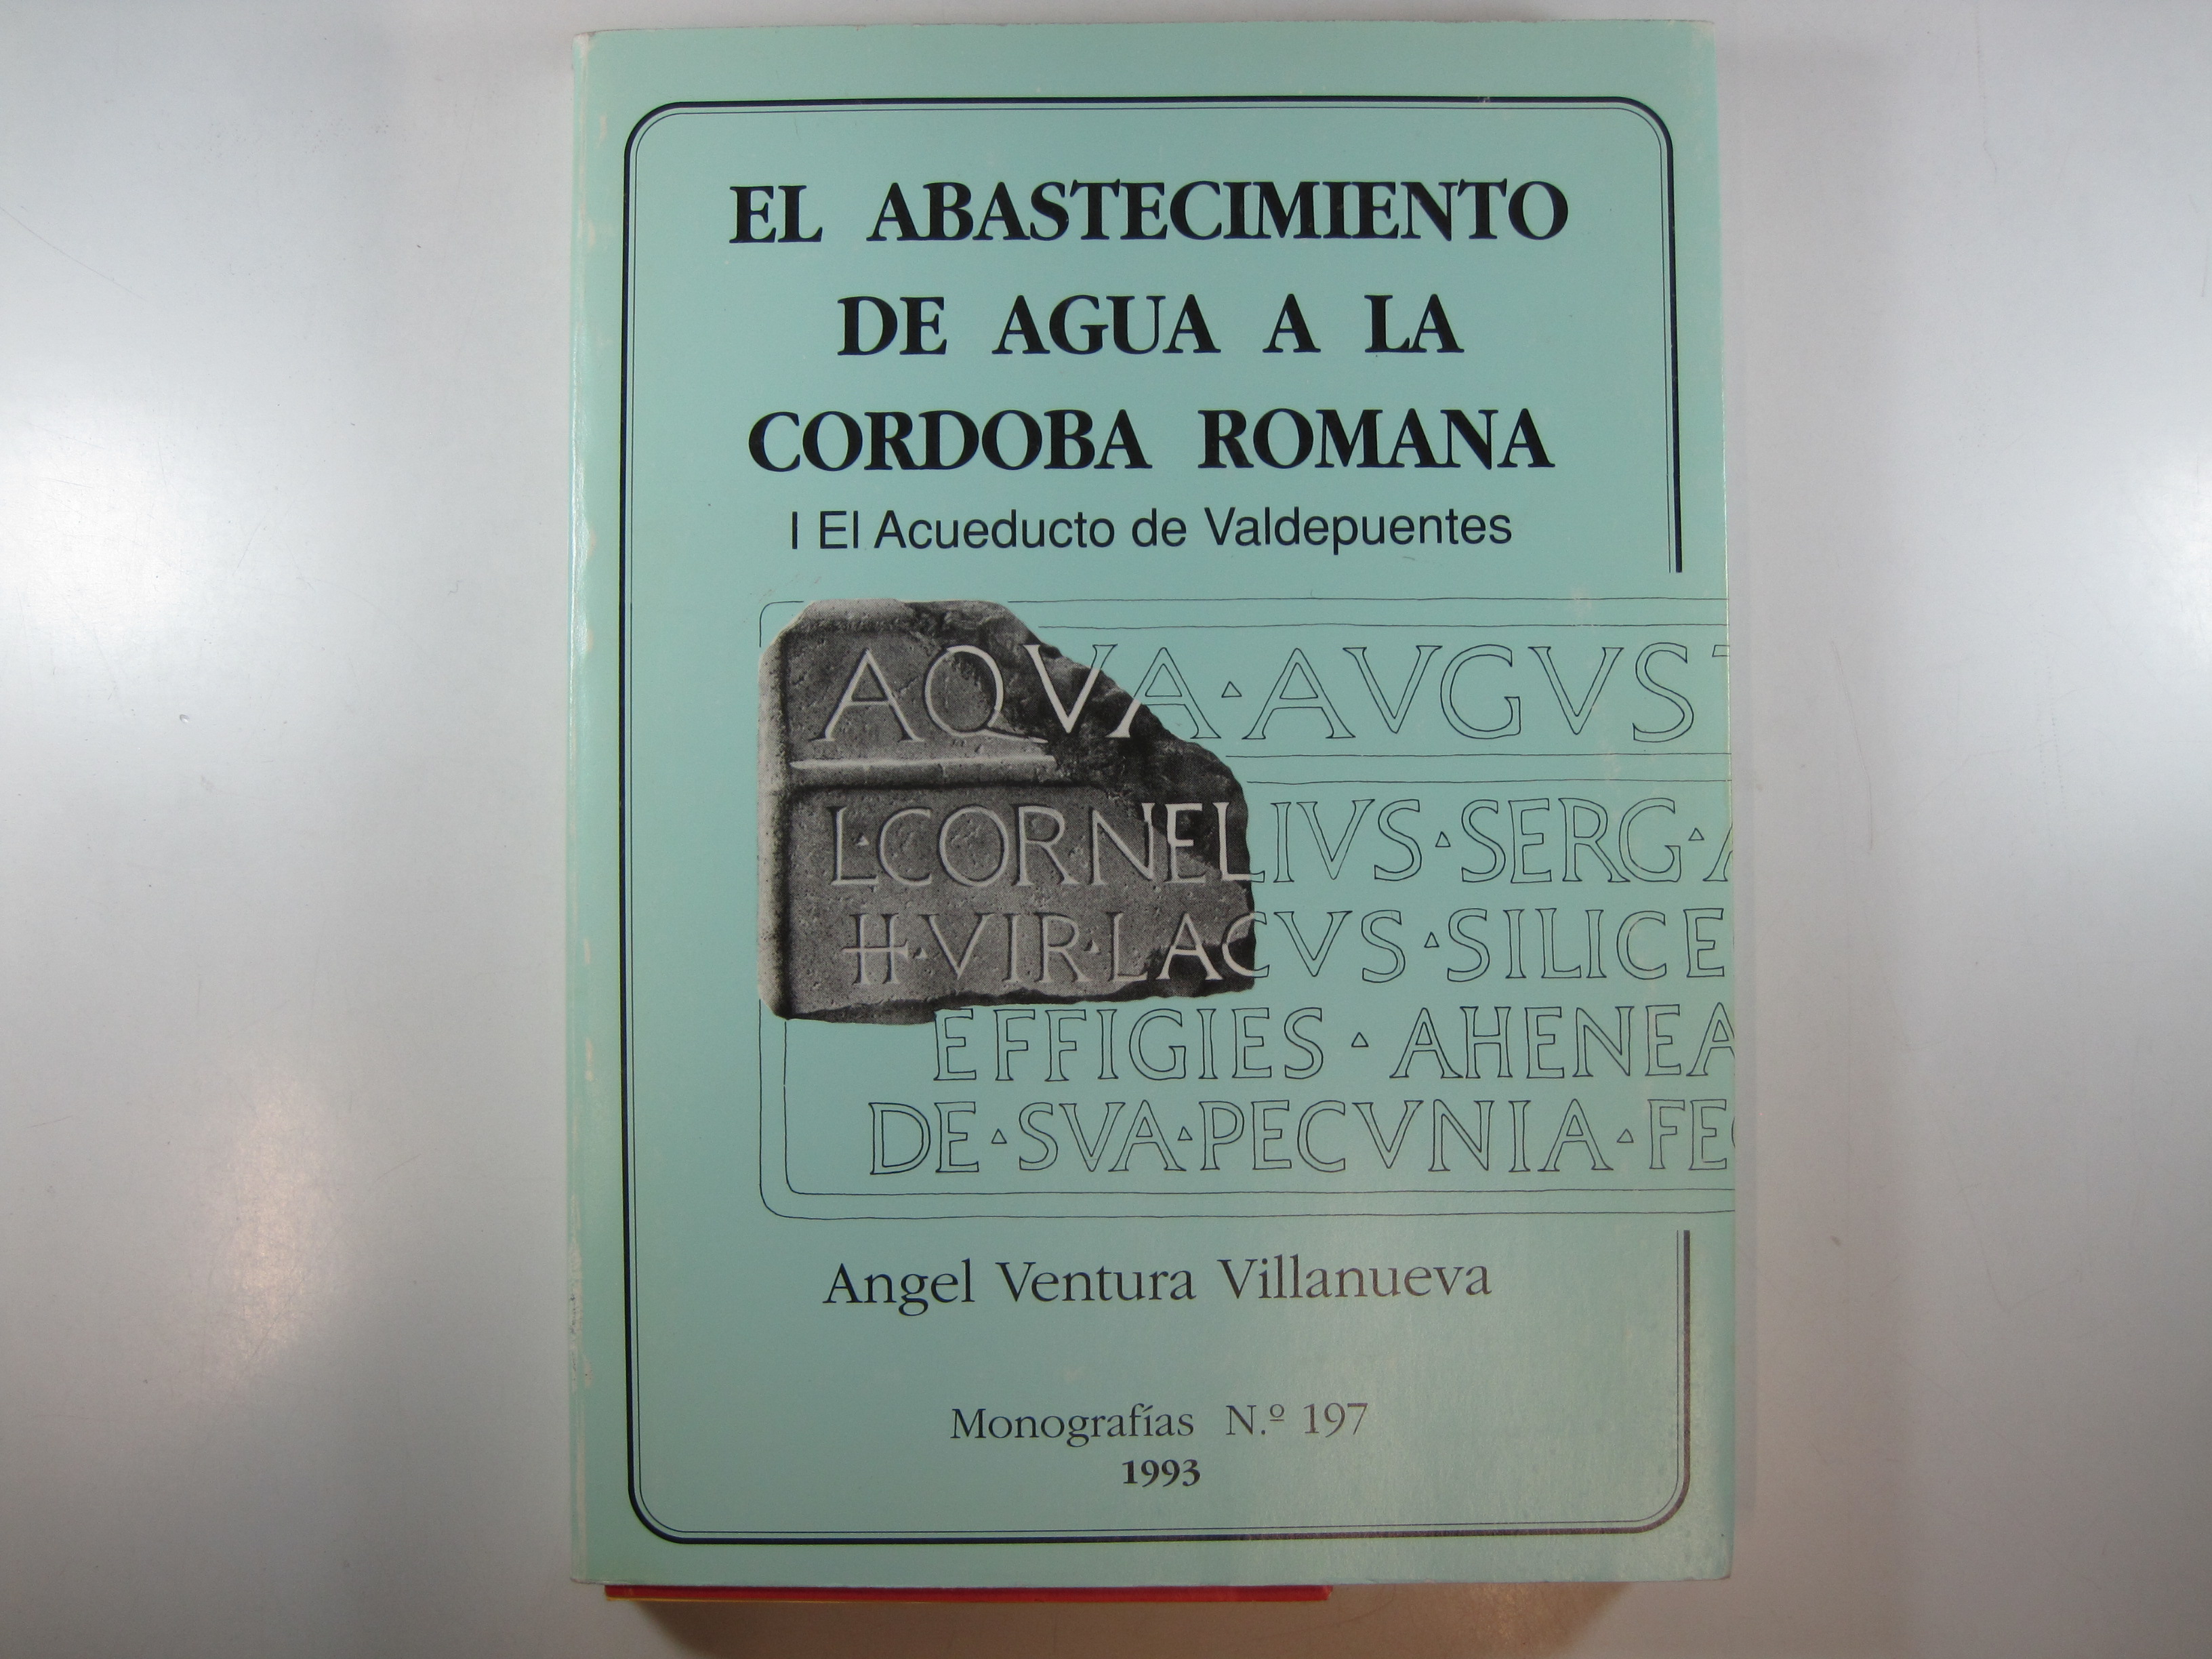 EL ABASTECIMIENTO
DE AGUA A LA
CORDOBA ROMANA
I El Acueducto de Valdepuentes
AQVA▵AVGVST
L·CORNELIVS▵SERG▵A
II·VIR·LACVS▵SILICE
EFFIGIES▵AHENEA
DE▵SVA▵PECVNIA▵FEC
Angel Ventura Villanueva
Monografías N.º 197
1993